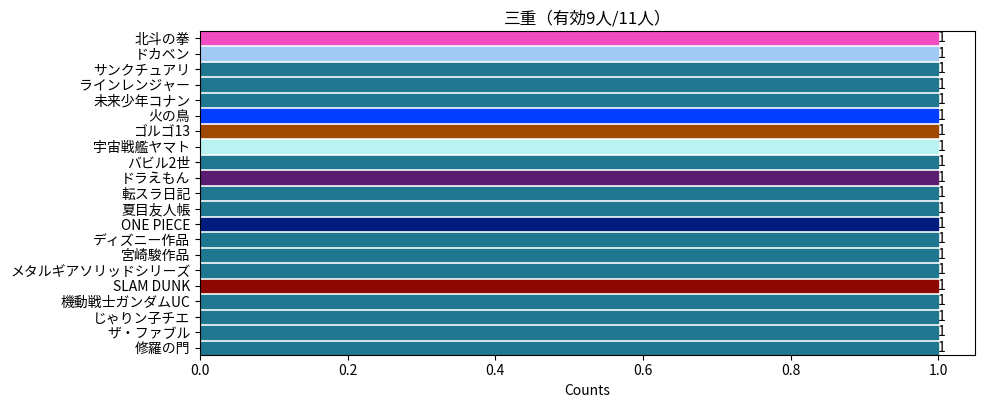 三重（有効9人/11人）
北斗の拳 1
ドカベン 1
サンクチュアリ 1
ラインレンジャー 1
未来少年コナン 1
火の鳥 1
ゴルゴ13 1
宇宙戦艦ヤマト 1
バビル2世 1
ドラえもん 1
転スラ日記 1
夏目友人帳 1
ONE PIECE 1
ディズニー作品 1
宮崎駿作品 1
メタルギアソリッドシリーズ 1
SLAM DUNK 1
機動戦士ガンダムUC 1
じゃりン子チエ 1
ザ・ファブル 1
修羅の門 1
0.0 0.2 0.4 0.6 0.8 1.0
Counts